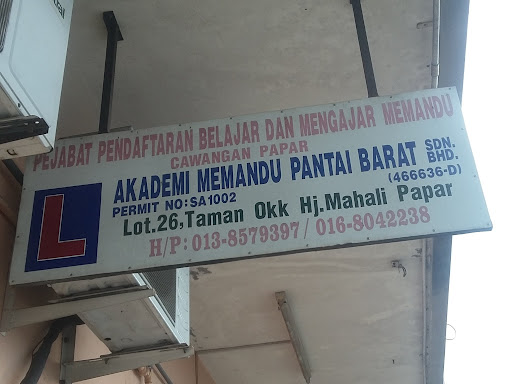 PEJABAT PENDAFTARAN BELAJAR DAN MENGAJAR MEMANDU
CAWANGAN PAPAR
L
AKADEMI MEMANDU PANTAI BARAT SDN. BHD.
PERMIT NO:SA1002
(466636-D)
Lot.26,Taman Okk Hj.Mahali Papar
H/P: 013-8579397/ 016-8042238